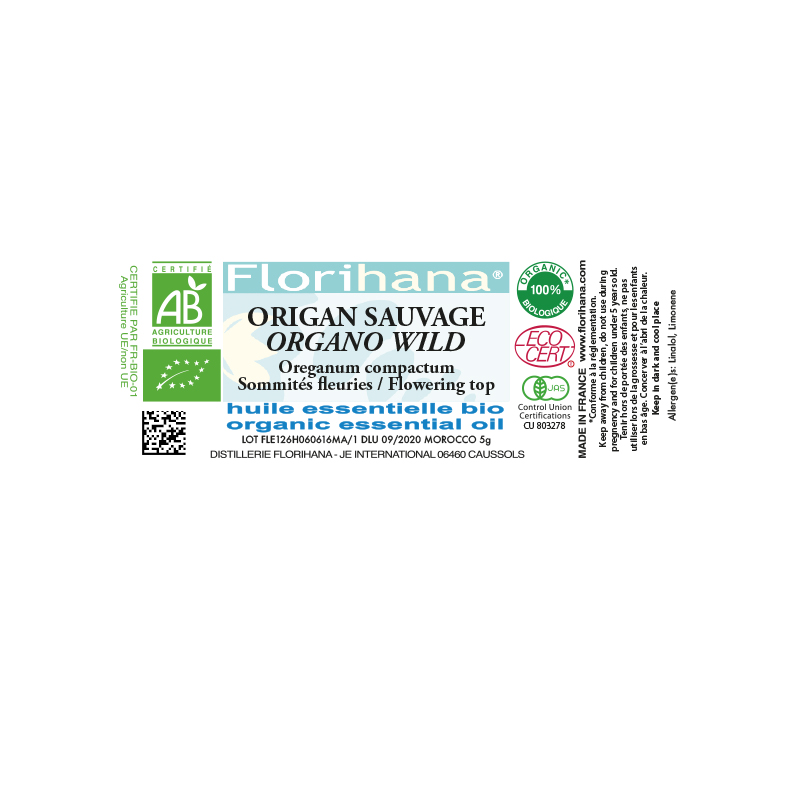 CERTIFIE PAR FR-BIO-01
Agriculture UE/non UE
CERTIFIÉ
AB
AGRICULTURE
BIOLOGIQUE
Florihana®
ORIGAN SAUVAGE
ORGANO WILD
Oreganum compactum
Sommités fleuries / Flowering top
huile essentielle bio
organic essential oil
LOT FLE126H060616MA/1 DLU 09/2020 MOROCCO 5g
DISTILLERIE FLORIHANA - JE INTERNATIONAL 06460 CAUSSOLS
ORGANIC*
100%
BIOLOGIQUE
ECO
CERT®
JAS
Control Union
Certifications
CU 803278
MADE IN FRANCE www.florihana.com
*Conforme à la réglementation.
Keep away from children, do not use during
pregnency and for children under 5 years old.
Tenir hors de portée des enfants, ne pas
utiliser lors de la grossesse et pour les enfants
en bas âge. Concerver à l'abri de la chaleur.
Keep in dark and cool place
Allergen(e)s: Linalol, Limonene